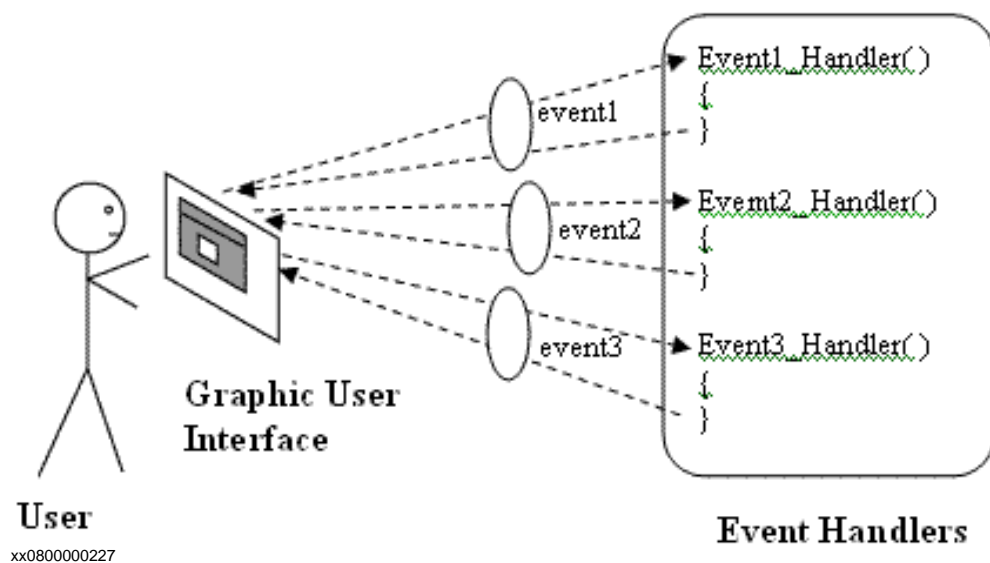 Event1_Handler()
{
}
event1
Evemt2_Handler()
{
}
event2
Event3_Handler()
{
}
event3
Graphic User
Interface
User
Event Handlers
xx0800000227